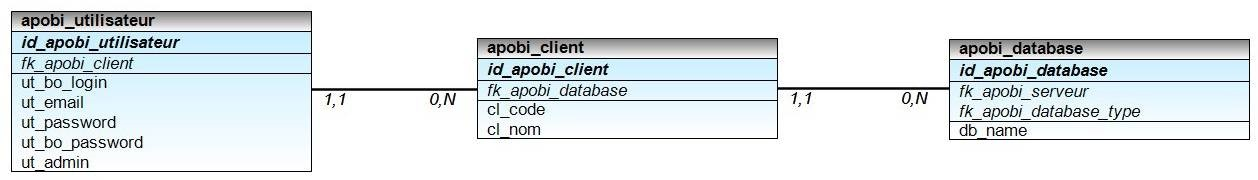 apobi_utilisateur
id_apobi_utilisateur
fk_apobi_client
ut_bo_login
ut_email
ut_password
ut_bo_password
ut_admin
1,1
0,N
apobi_client
id_apobi_client
fk_apobi_database
cl_code
cl_nom
1,1
0,N
apobi_database
id_apobi_database
fk_apobi_serveur
fk_apobi_database_type
db_name